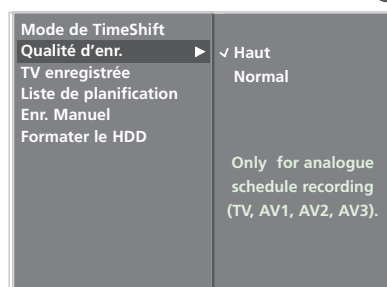 Mode de TimeShift
Qualité d'enr.
TV enregistrée
Liste de planification
Enr. Manuel
Formater le HDD
Haut
Normal
Only for analogue
schedule recording
(TV, AV1, AV2, AV3).